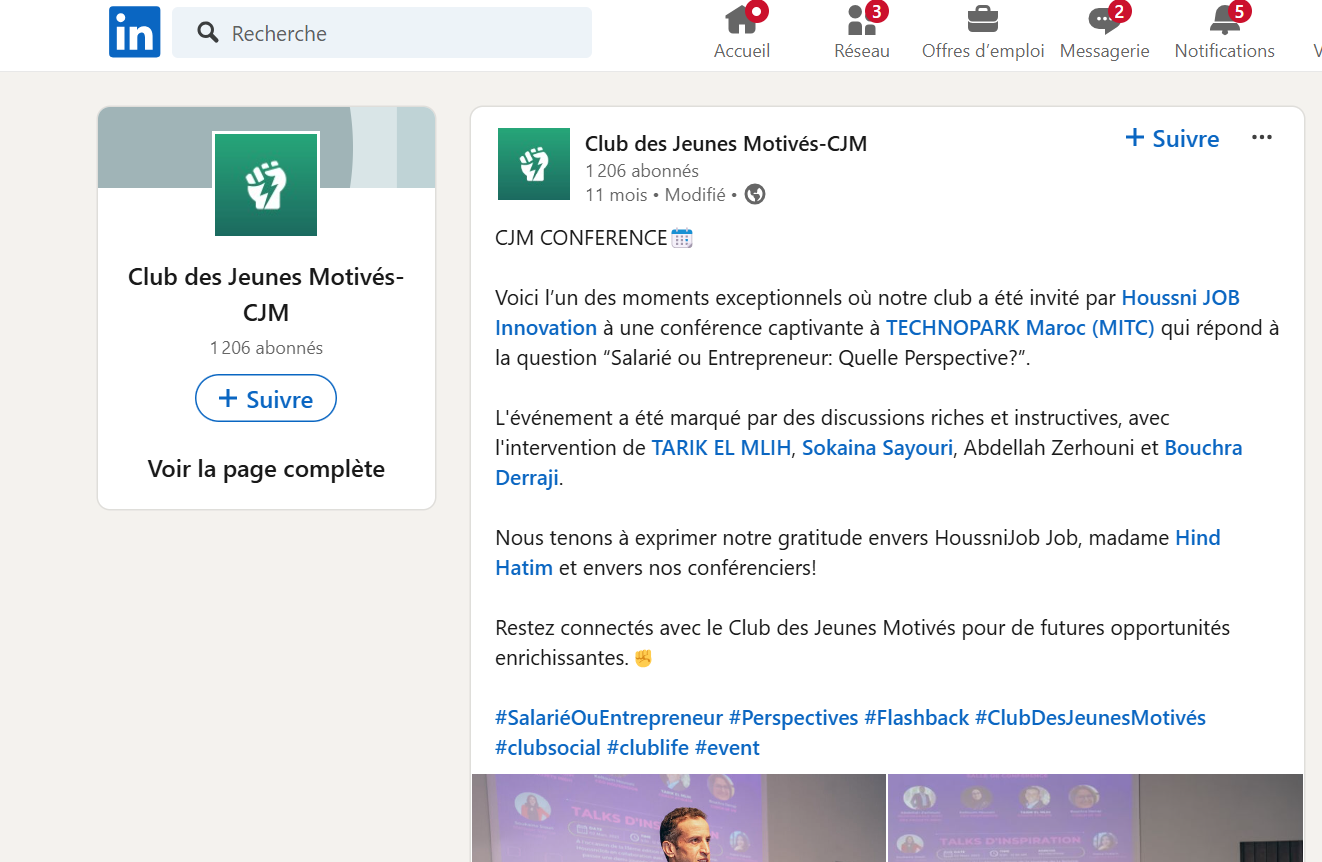 in
Recherche
3
2
5
Accueil
Réseau
Offres d’emploi
Messagerie
Notifications
V
Club des Jeunes Motivés-
CJM
1 206 abonnés
+ Suivre
Voir la page complète
Club des Jeunes Motivés-CJM
1 206 abonnés
11 mois • Modifié •
+ Suivre
CJM CONFERENCE
Voici l’un des moments exceptionnels où notre club a été invité par Houssni JOB
Innovation à une conférence captivante à TECHNOPARK Maroc (MITC) qui répond à
la question “Salarié ou Entrepreneur: Quelle Perspective?”.
L'événement a été marqué par des discussions riches et instructives, avec
l'intervention de TARIK EL MLIH, Sokaina Sayouri, Abdellah Zerhouni et Bouchra
Derraji.
Nous tenons à exprimer notre gratitude envers HoussniJob Job, madame Hind
Hatim et envers nos conférenciers!
Restez connectés avec le Club des Jeunes Motivés pour de futures opportunités
enrichissantes.
#SalariéOuEntrepreneur #Perspectives #Flashback #ClubDesJeunesMotivés
#clubsocial #clublife #event
TALKS D'INSPIRATION
TALKS D'INSPIRATION